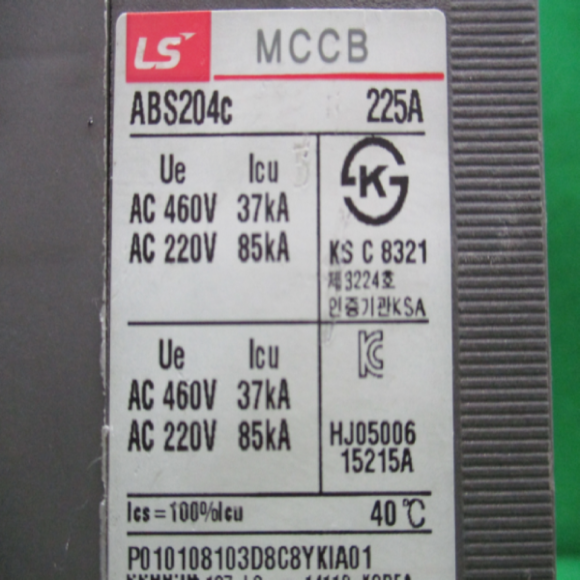 LS MCCB
ABS204c 225A
Ue Icu
AC 460V 37kA
AC 220V 85kA
KS C 8321
제3224호
인증기관KSA
Ue Icu
AC 460V 37kA
AC 220V 85kA
HJ05006
15215A
Ics=100%Icu 40℃
P010108103D8C8YKIA01